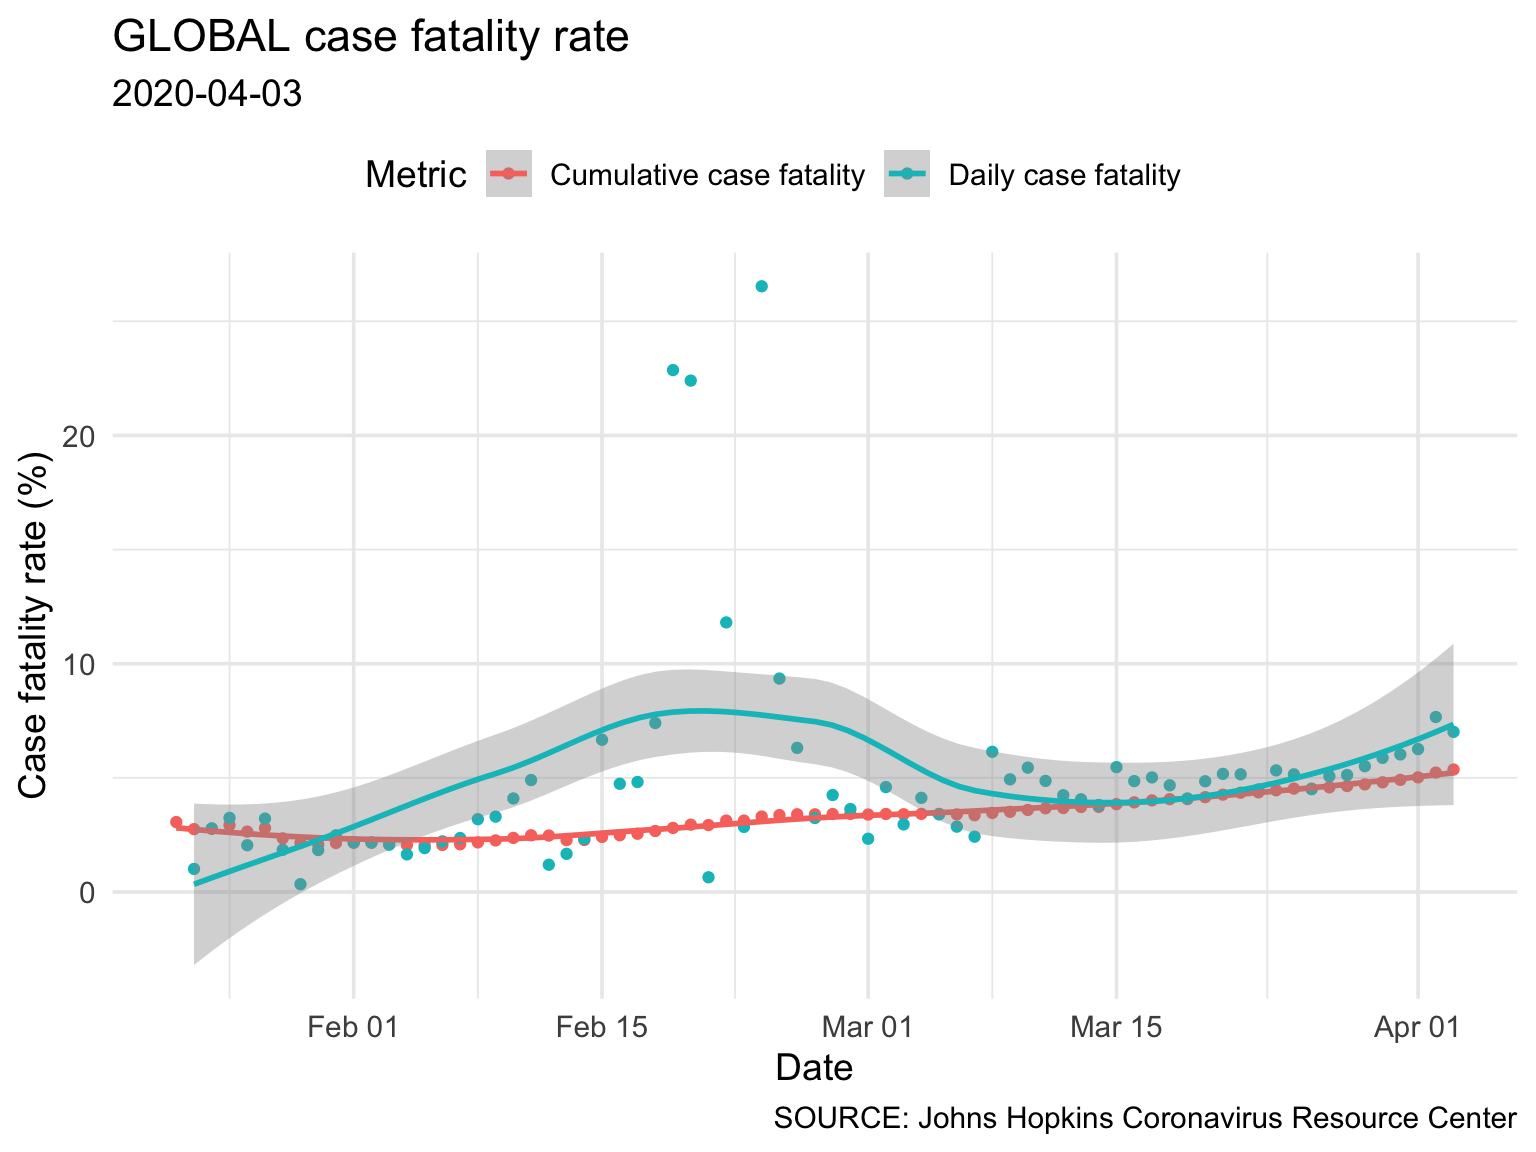 GLOBAL case fatality rate
2020-04-03
Metric Cumulative case fatality Daily case fatality
Case fatality rate (%)
20
10
0
Feb 01 Feb 15 Mar 01 Mar 15 Apr 01
Date
SOURCE: Johns Hopkins Coronavirus Resource Center